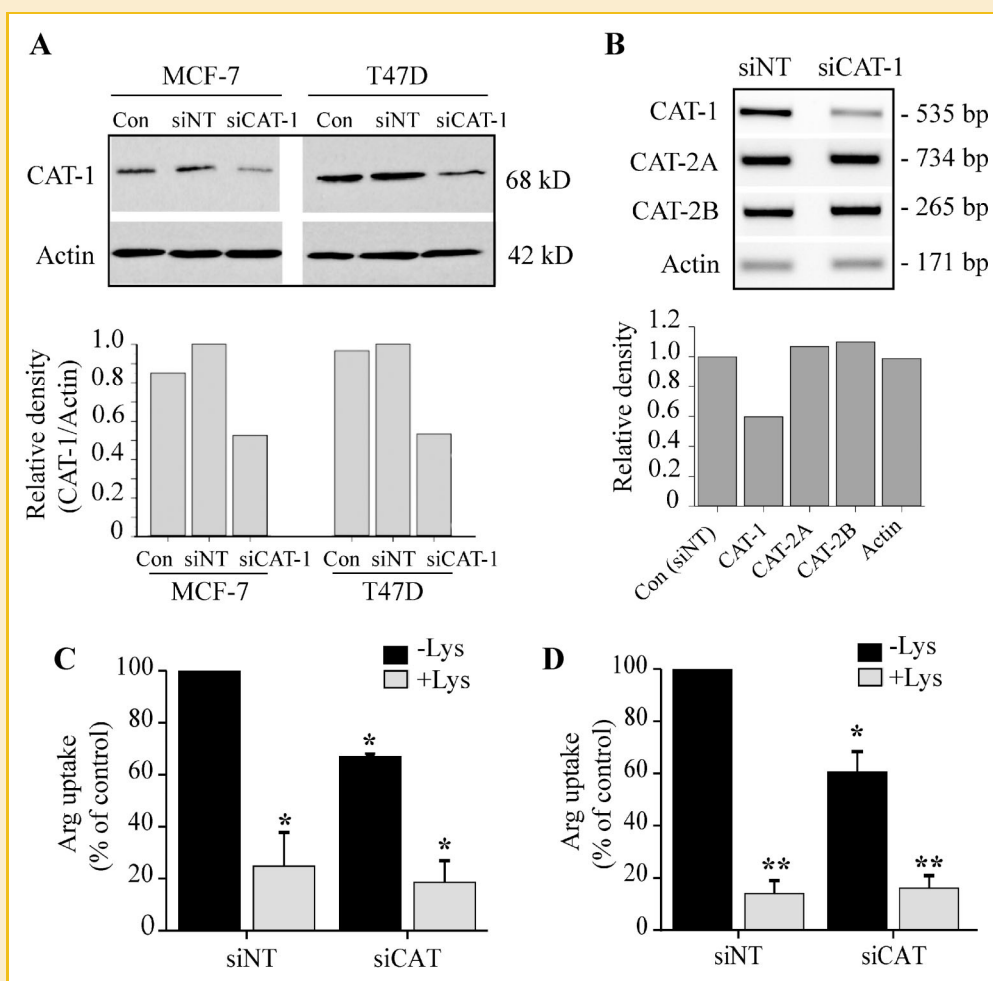 A
MCF-7 T47D
Con siNT siCAT-1 Con siNT siCAT-1
CAT-1 68 kD
Actin 42 kD
Relative density
(CAT-1/Actin)
1.0
0.8
0.6
0.4
0.2
0
Con siNT siCAT-1 Con siNT siCAT-1
MCF-7 T47D
B
siNT siCAT-1
CAT-1 - 535 bp
CAT-2A - 734 bp
CAT-2B - 265 bp
Actin - 171 bp
Relative density
1.2
1.0
0.8
0.6
0.4
0.2
0
Con (siNT) CAT-1 CAT-2A CAT-2B Actin
C
-Lys
+Lys
Arg uptake
(% of control)
100
80
60
40
20
0
* * *
siNT siCAT
D
-Lys
+Lys
Arg uptake
(% of control)
100
80
60
40
20
0
** * **
siNT siCAT